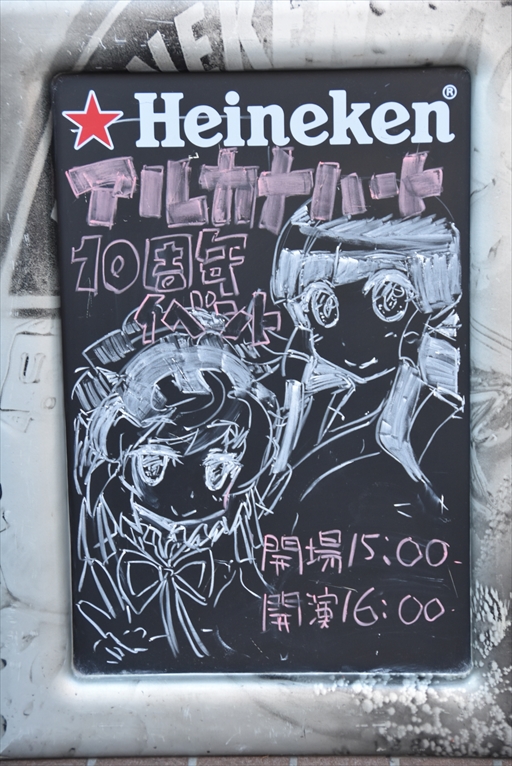 Heineken®
アルカナハート
10周年
イベント
開場15:00
開演16:00